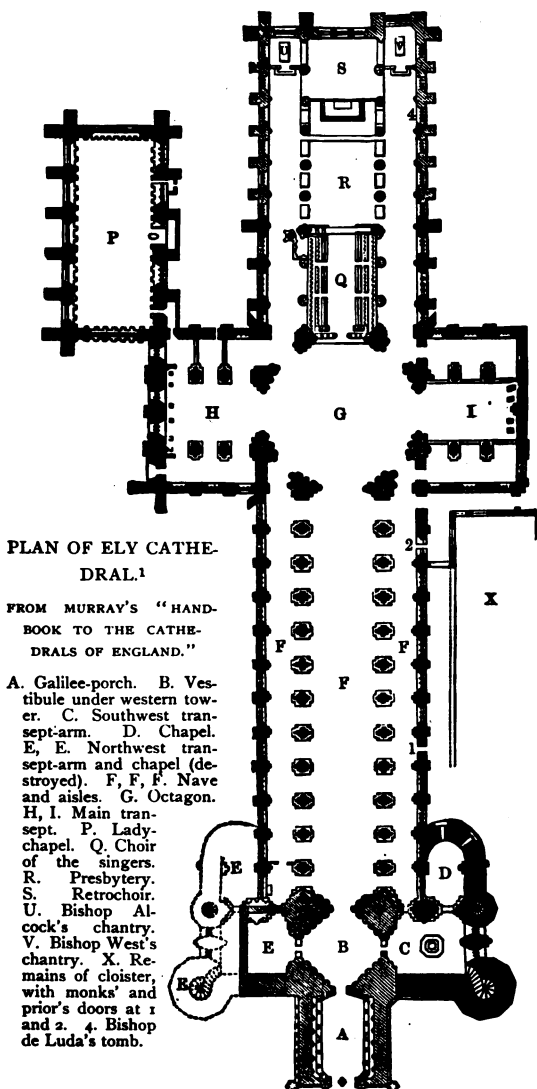 U
V
S
4
R
P
Q
H
G
I
PLAN OF ELY CATHE-
DRAL.¹
2
X
FROM MURRAY'S "HAND-
BOOK TO THE CATHE-
DRALS OF ENGLAND."
F
F
F
A. Galilee-porch. B. Ves-
tibule under western tow-
er. C. Southwest tran-
sept-arm. D. Chapel.
E, E. Northwest tran-
sept-arm and chapel (de-
stroyed). F, F, F. Nave
and aisles. G. Octagon.
H, I. Main tran-
sept. P. Lady-
chapel. Q. Choir
of the singers.
R. Presbytery.
S. Retrochoir.
U. Bishop Al-
cock's chantry.
V. Bishop West's
chantry. X. Re-
mains of cloister,
with monks' and
prior's doors at 1
and 2. 4. Bishop
de Luda's tomb.
1
E
D
E
B
C
E
A